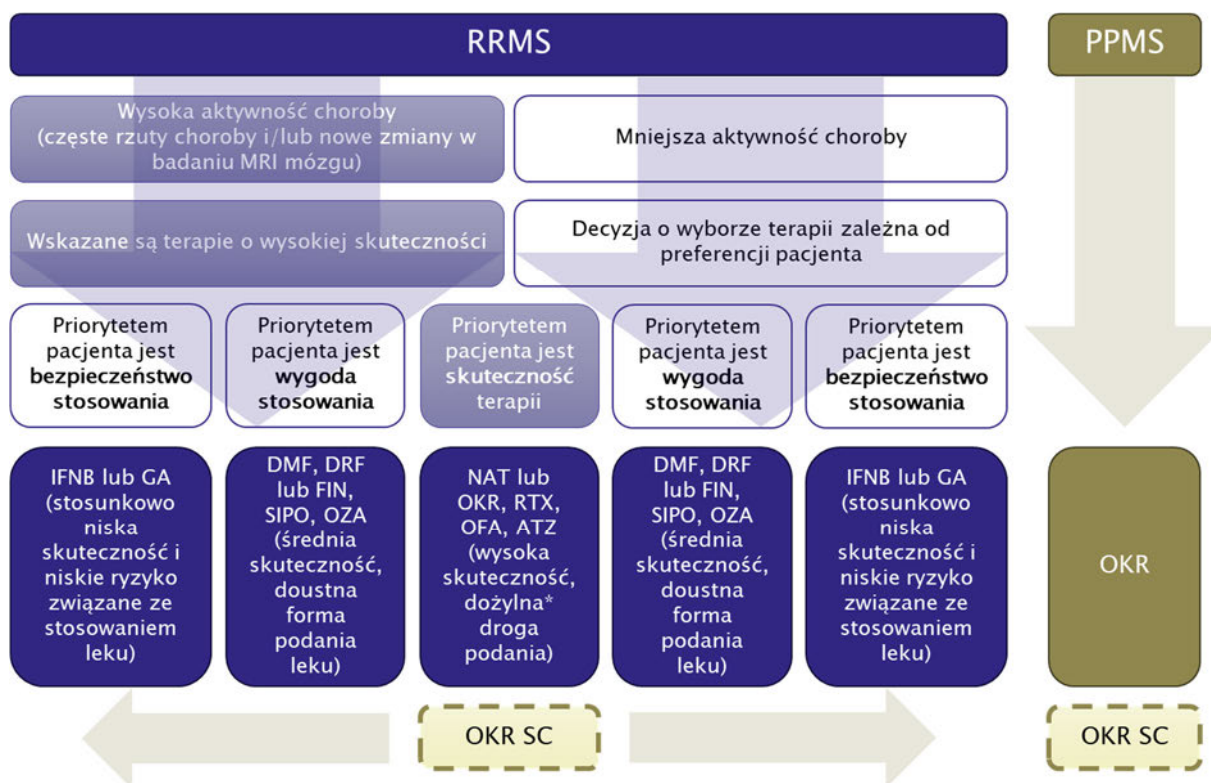 RRMS
PPMS
Wysoka aktywność choroby
(częste rzuty choroby i/lub nowe zmiany w
badaniu MRI mózgu)
Mniejsza aktywność choroby
Wskazane są terapie o wysokiej skuteczności
Decyzja o wyborze terapii zależna od
preferencji pacjenta
Priorytetem
pacjenta jest
bezpieczeństwo
stosowania
Priorytetem
pacjenta jest
wygoda
stosowania
Priorytetem
pacjenta jest
skuteczność
terapii
Priorytetem
pacjenta jest
wygoda
stosowania
Priorytetem
pacjenta jest
bezpieczeństwo
stosowania
IFNB lub GA
(stosunkowo
niska
skuteczność i
niskie ryzyko
związane ze
stosowaniem
leku)
DMF, DRF
lub FIN,
SIPO, OZA
(średnia
skuteczność,
doustna
forma
podania
leku)
NAT lub
OKR, RTX,
OFA, ATZ
(wysoka
skuteczność,
dożylna*
droga
podania)
DMF, DRF
lub FIN,
SIPO, OZA
(średnia
skuteczność,
doustna
forma
podania
leku)
IFNB lub GA
(stosunkowo
niska
skuteczność i
niskie ryzyko
związane ze
stosowaniem
leku)
OKR
OKR SC
OKR SC